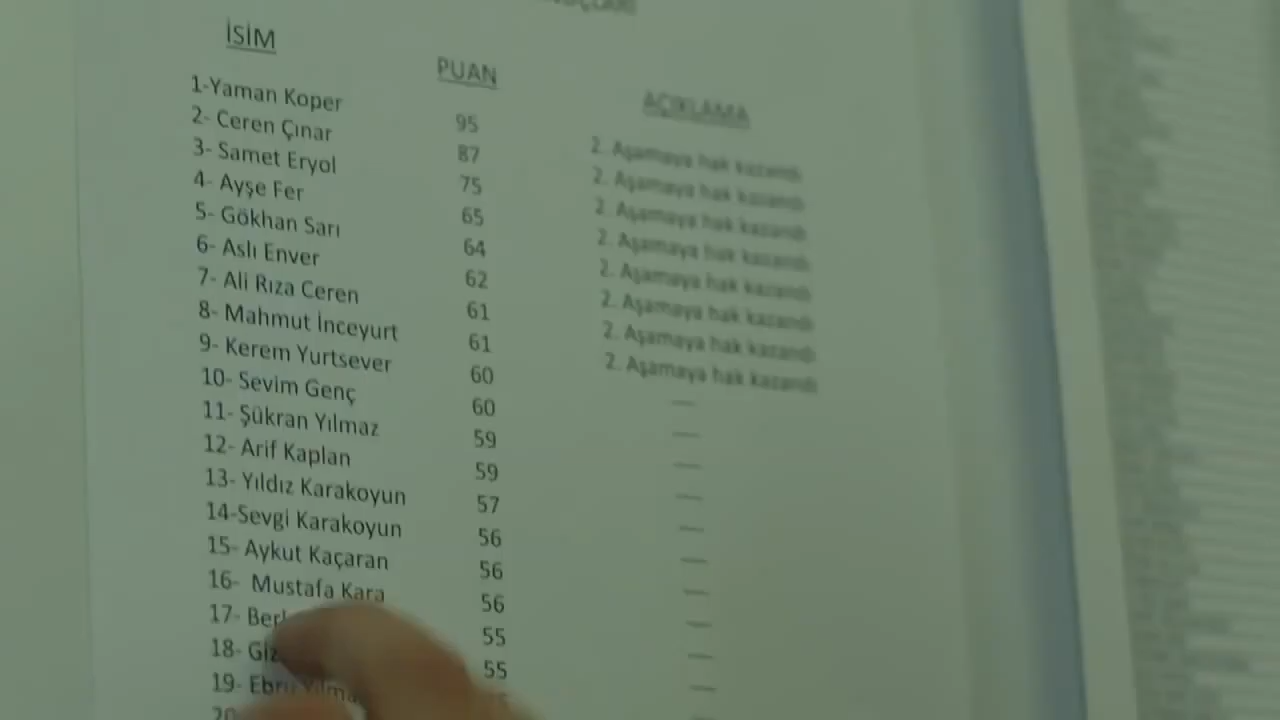 İSİM PUAN AÇIKLAMA
1-Yaman Koper 95 2. Aşamaya hak kazandı
2- Ceren Çınar 87 2. Aşamaya hak kazandı
3- Samet Eryol 75 2. Aşamaya hak kazandı
4- Ayşe Fer 65 2. Aşamaya hak kazandı
5- Gökhan Sarı 64 2. Aşamaya hak kazandı
6- Aslı Enver 62 2. Aşamaya hak kazandı
7- Ali Rıza Ceren 61 2. Aşamaya hak kazandı
8- Mahmut İnceyurt 61 2. Aşamaya hak kazandı
9- Kerem Yurtsever 60 —
10- Sevim Genç 60 —
11- Şükran Yılmaz 59 —
12- Arif Kaplan 59 —
13- Yıldız Karakoyun 57 —
14-Sevgi Karakoyun 56 —
15- Aykut Kaçaran 56 —
16- Mustafa Kara 56 —
17- 55 —
18- 55 —
19- Ebru
20